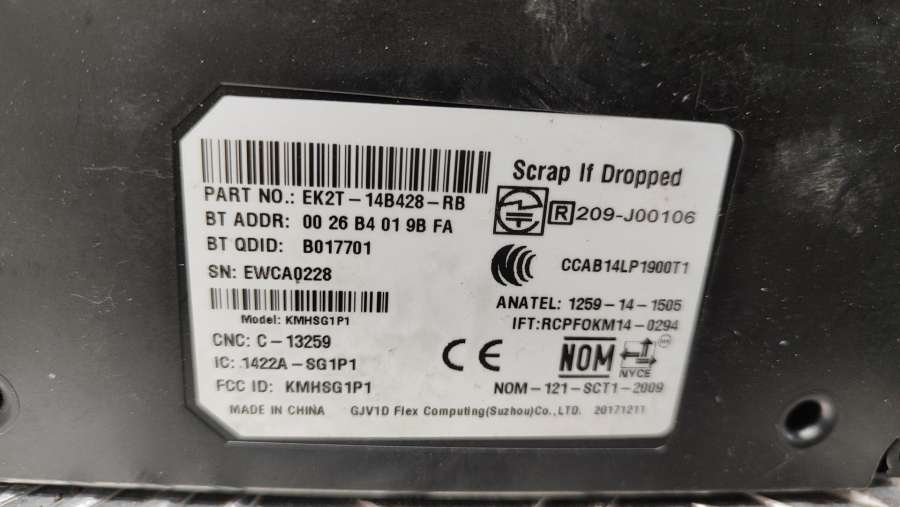 Scrap If Dropped
PART NO.: EK2T-14B428-RB
R 209-J00106
BT ADDR: 00 26 B4 01 9B FA
BT QDID: B017701
CCAB14LP1900T1
SN: EWCA0228
ANATEL: 1259-14-1505
Model: KMHSG1P1
IFT:RCPFOKM14-0294
CNC: C-13259
IC: 1422A-SG1P1
CE
NOM
NYCE
FCC ID: KMHSG1P1
NOM-121-SCT1-2009
MADE IN CHINA GJV1D Flex Computing(Suzhou)Co.,LTD. 20171211